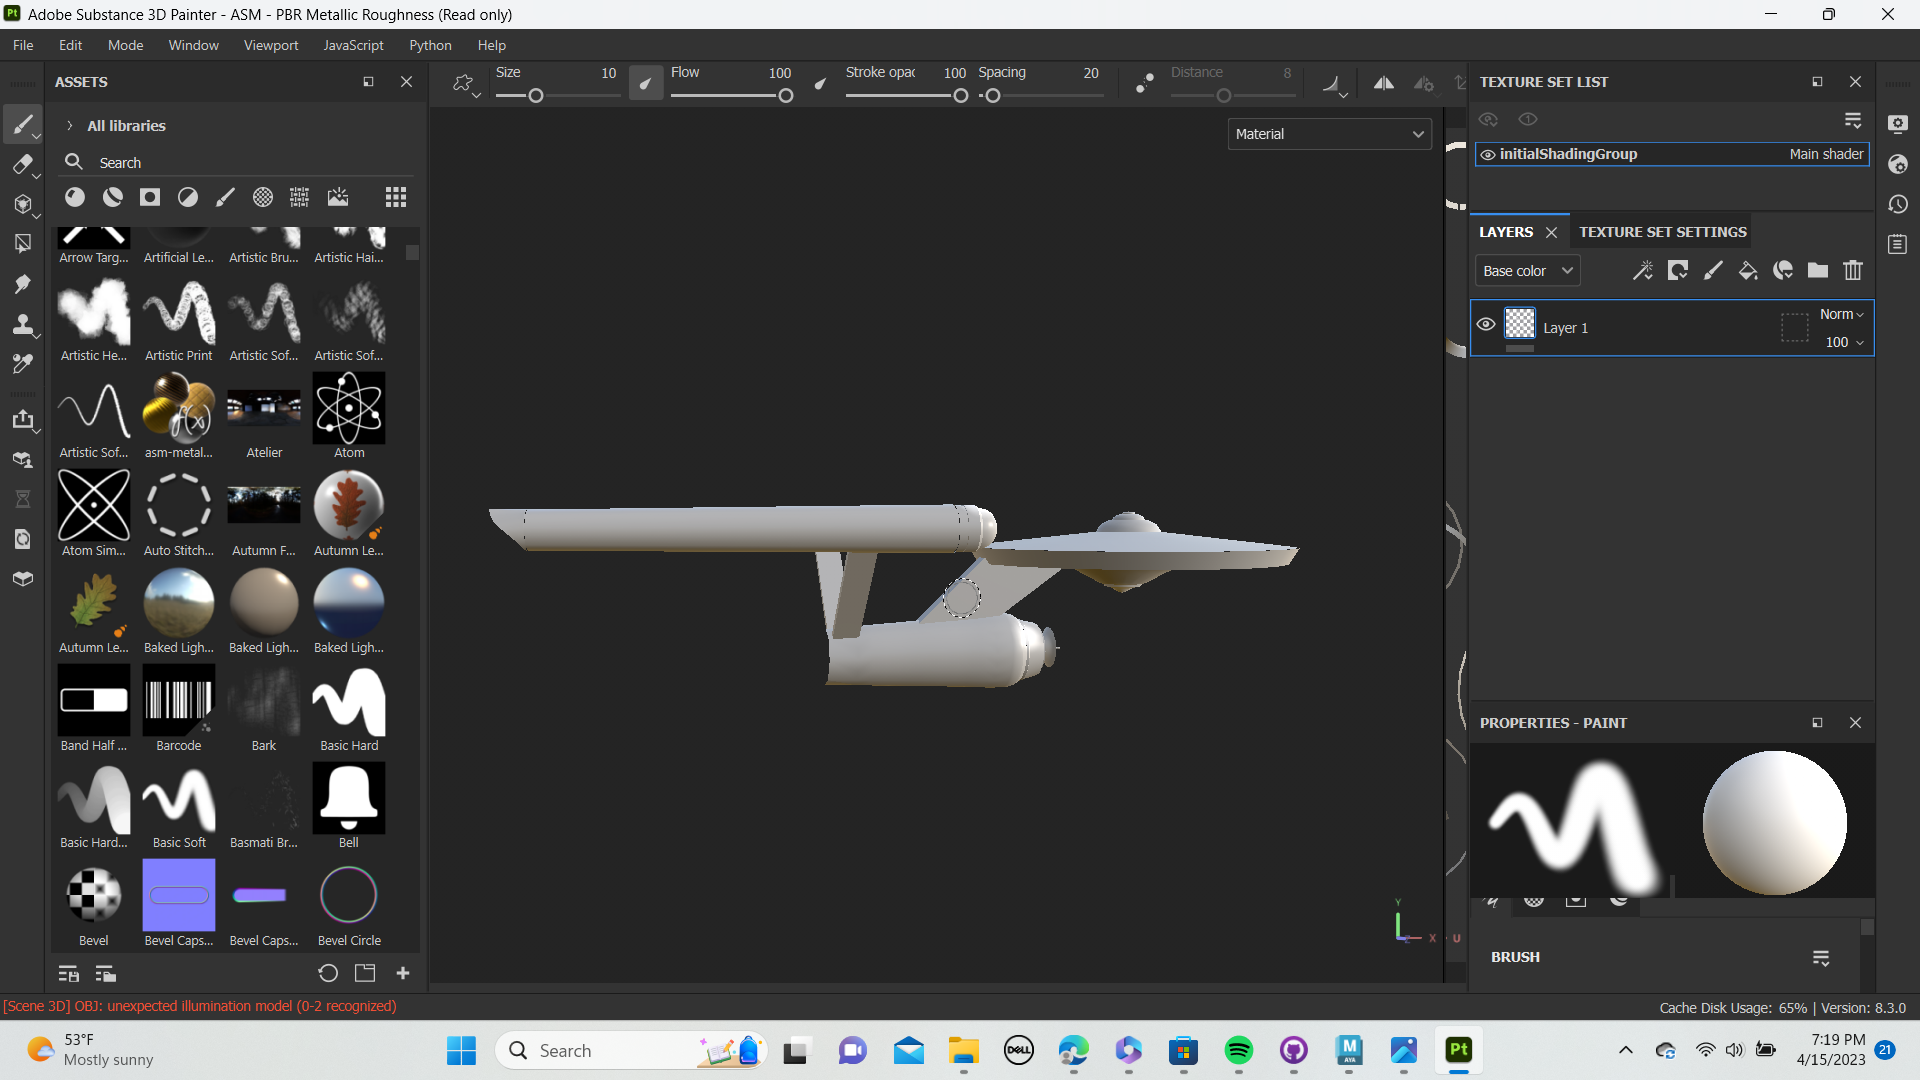 Pt Adobe Substance 3D Painter - ASM - PBR Metallic Roughness (Read only)
File Edit Mode Window Viewport JavaScript Python Help
ASSETS
All libraries
Search
Arrow Targ... Artificial Le... Artistic Bru... Artistic Hai...
Artistic He... Artistic Print Artistic Sof... Artistic Sof...
f(x)
Artistic Sof... asm-metal... Atelier Atom
Atom Sim... Auto Stitch... Autumn F... Autumn Le...
Autumn Le... Baked Ligh... Baked Ligh... Baked Ligh...
Band Half ... Barcode Bark Basic Hard
Basic Hard... Basic Soft Basmati Br... Bell
Bevel Bevel Caps... Bevel Caps... Bevel Circle
Size 10 Flow 100 Stroke opac 100 Spacing 20 Distance 8
Material
Y
Z X U
TEXTURE SET LIST
initialShadingGroup Main shader
LAYERS TEXTURE SET SETTINGS
Base color
Layer 1 Norm
100
PROPERTIES - PAINT
BRUSH
[Scene 3D] OBJ: unexpected illumination model (0-2 recognized)
Cache Disk Usage: 65% | Version: 8.3.0
53°F
Mostly sunny
Search
DELL
M
AYA
Pt
7:19 PM
4/15/2023
21